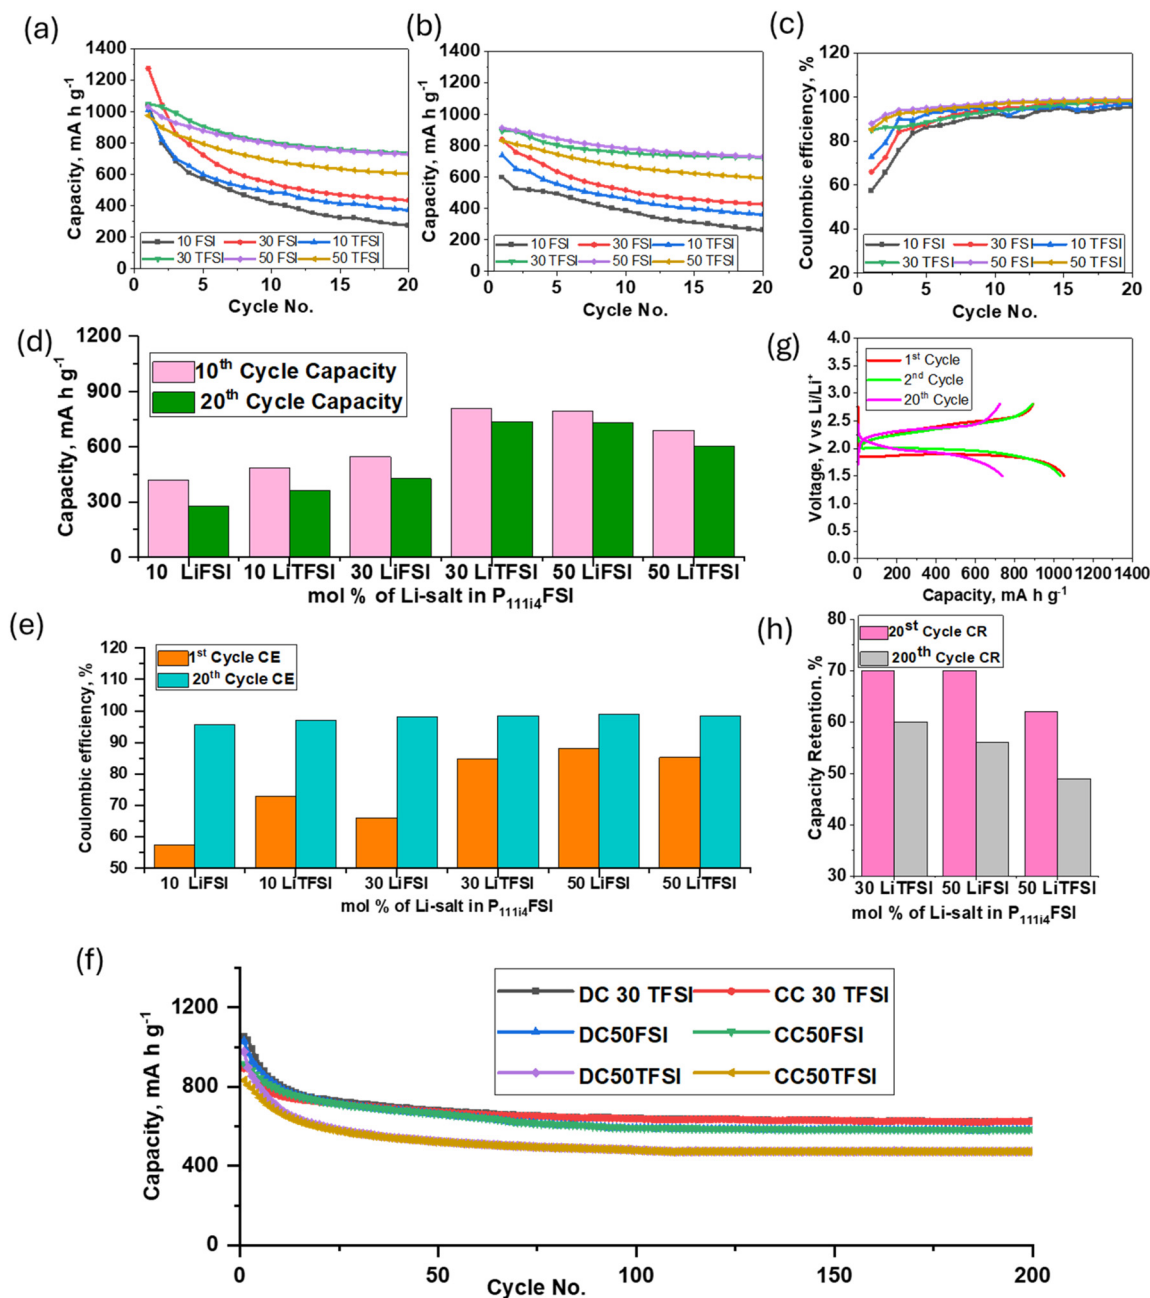 (a)
1400
1200
1000
800
600
400
200
0
Capacity, mA h g⁻¹
10 FSI 30 FSI 10 TFSI
30 TFSI 50 FSI 50 TFSI
0 5 10 15 20
Cycle No.
(b)
1400
1200
1000
800
600
400
200
0
Capacity, mA h g⁻¹
10 FSI 30 FSI 10 TFSI
30 TFSI 50 FSI 50 TFSI
0 5 10 15 20
Cycle No.
(c)
120
100
80
60
40
20
Coulombic efficiency, %
10 FSI 30 FSI 10 TFSI
30 TFSI 50 FSI 50 TFSI
0 5 10 15 20
Cycle No.
(d)
1200
900
600
300
0
Capacity, mA h g⁻¹
10th Cycle Capacity
20th Cycle Capacity
10 LiFSI 10 LiTFSI 30 LiFSI 30 LiTFSI 50 LiFSI 50 LiTFSI
mol % of Li-salt in P₁₁₁ᵢ₄FSI
(g)
4.0
3.5
3.0
2.5
2.0
1.5
1.0
0.5
0.0
Voltage, V vs Li/Li⁺
1st Cycle
2nd Cycle
20th Cycle
0 200 400 600 800 1000 1200 1400
Capacity, mA h g⁻¹
(e)
120
110
100
90
80
70
60
50
Coulombic efficiency, %
1st Cycle CE
20th Cycle CE
10 LiFSI 10 LiTFSI 30 LiFSI 30 LiTFSI 50 LiFSI 50 LiTFSI
mol % of Li-salt in P₁₁₁ᵢ₄FSI
(h)
80
70
60
50
40
30
Capacity Retention. %
20st Cycle CR
200th Cycle CR
30 LiTFSI 50 LiFSI 50 LiTFSI
mol % of Li-salt in P₁₁₁ᵢ₄FSI
(f)
1200
800
400
0
Capacity, mA h g⁻¹
DC 30 TFSI CC 30 TFSI
DC50FSI CC50FSI
DC50TFSI CC50TFSI
0 50 100 150 200
Cycle No.